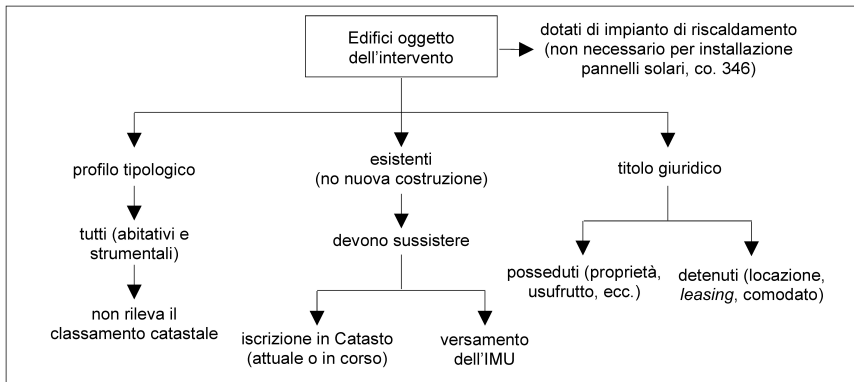 Edifici oggetto
dell'intervento
dotati di impianto di riscaldamento
(non necessario per installazione
pannelli solari, co. 346)
profilo tipologico
tutti (abitativi e
strumentali)
non rileva il
classamento catastale
esistenti
(no nuova costruzione)
devono sussistere
iscrizione in Catasto
(attuale o in corso)
versamento
dell'IMU
titolo giuridico
posseduti (proprietà,
usufrutto, ecc.)
detenuti (locazione,
leasing, comodato)